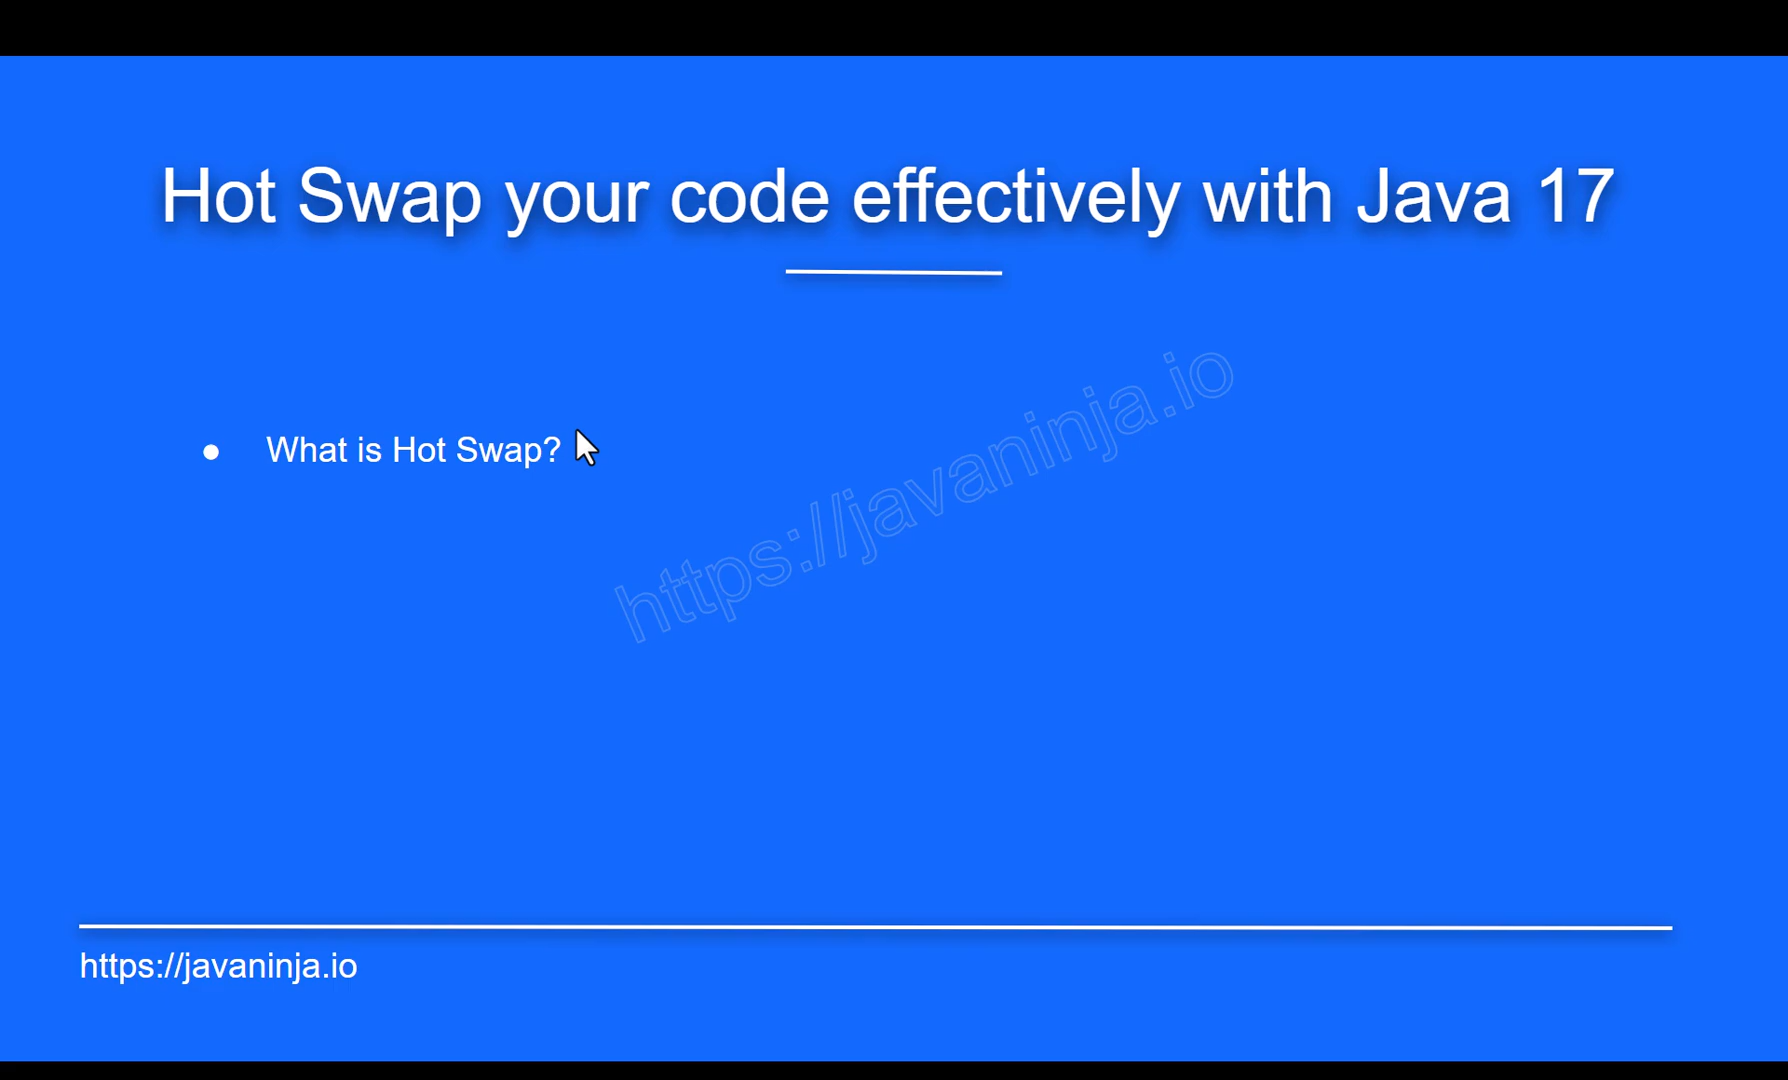 Hot Swap your code effectively with Java 17
● What is Hot Swap?
https://javaninja.io
https://javaninja.io